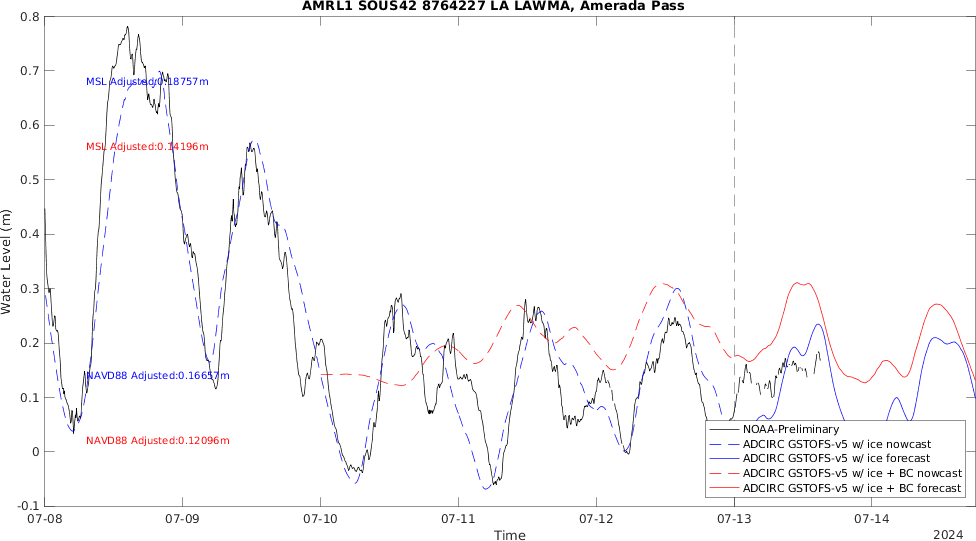 AMRL1 SOUS42 8764227 LA LAWMA, Amerada Pass
0.8
0.7
0.6
0.5
0.4
0.3
0.2
0.1
0
-0.1
Water Level (m)
MSL Adjusted:0.18757m
MSL Adjusted:0.14196m
NAVD88 Adjusted:0.16657m
NAVD88 Adjusted:0.12096m
NOAA-Preliminary
ADCIRC GSTOFS-v5 w/ ice nowcast
ADCIRC GSTOFS-v5 w/ ice forecast
ADCIRC GSTOFS-v5 w/ ice + BC nowcast
ADCIRC GSTOFS-v5 w/ ice + BC forecast
07-08
07-09
07-10
07-11
07-12
07-13
07-14
Time
2024